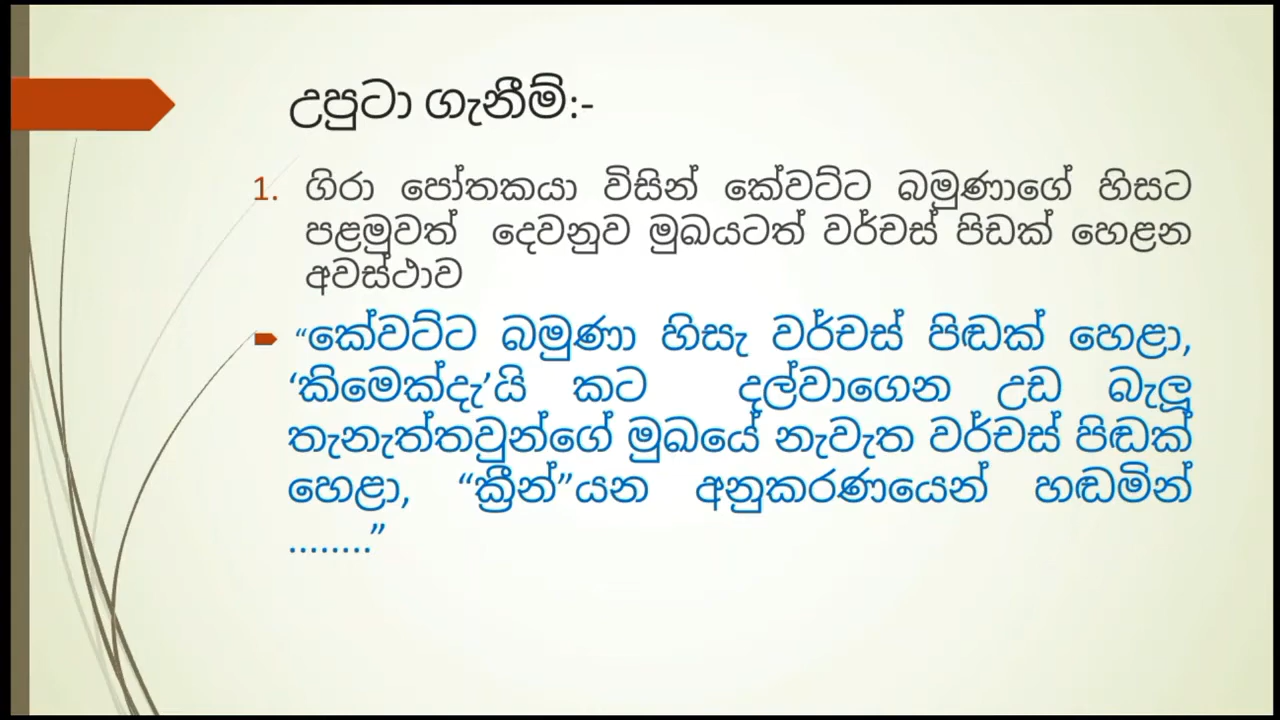 උපුටා ගැනීම්:-
1. ගිරා පෝතකයා විසින් කේවට්ට බමුණාගේ හිසට
පළමුවත් දෙවනුව මුඛයටත් වර්චස් පිඩක් හෙළන
අවස්ථාව
“කේවට්ට බමුණා හිසැ වර්චස් පිඬක් හෙළා,
‘කිමෙක්දැ’යි කට දල්වාගෙන උඩ බැලූ
තැනැත්තවුන්ගේ මුඛයේ නැවැත වර්චස් පිඬක්
හෙළා, “ක්‍රීන්”යන අනුකරණයෙන් හඬමින්
........”